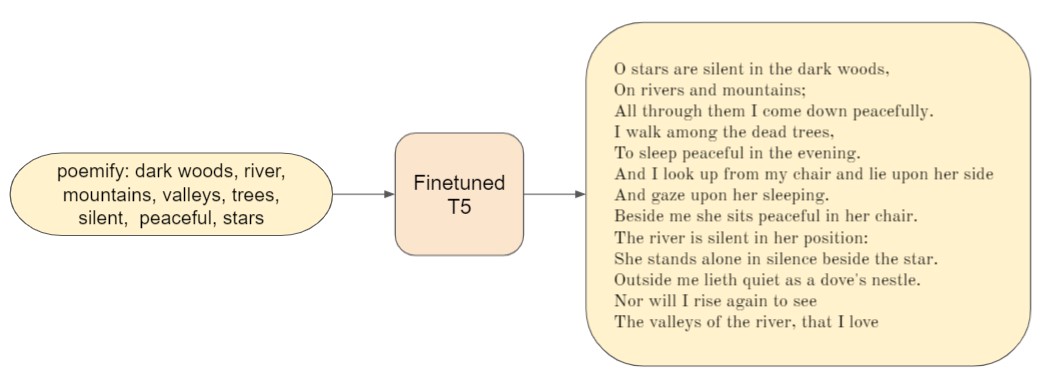 poemify: dark woods, river,
mountains, valleys, trees,
silent, peaceful, stars
Finetuned
T5
O stars are silent in the dark woods,
On rivers and mountains;
All through them I come down peacefully.
I walk among the dead trees,
To sleep peaceful in the evening.
And I look up from my chair and lie upon her side
And gaze upon her sleeping.
Beside me she sits peaceful in her chair.
The river is silent in her position:
She stands alone in silence beside the star.
Outside me lieth quiet as a dove's nestle.
Nor will I rise again to see
The valleys of the river, that I love